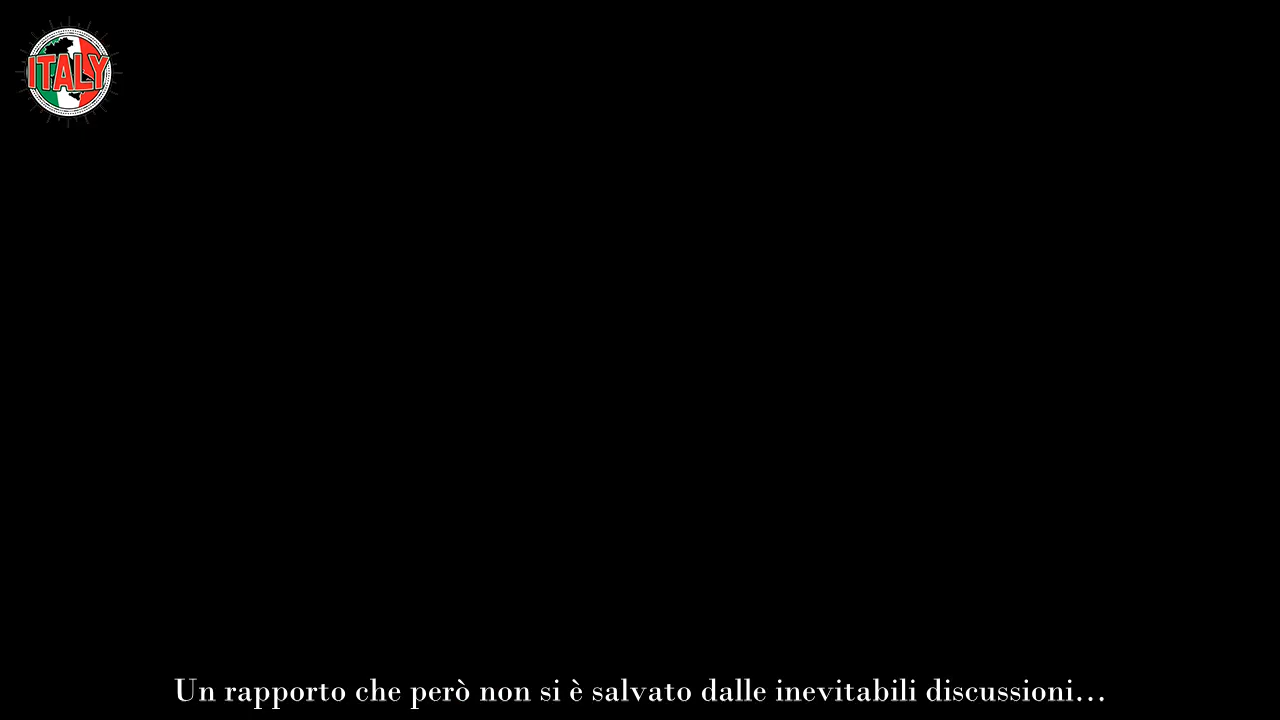 ITALY
Un rapporto che però non si è salvato dalle inevitabili discussioni...